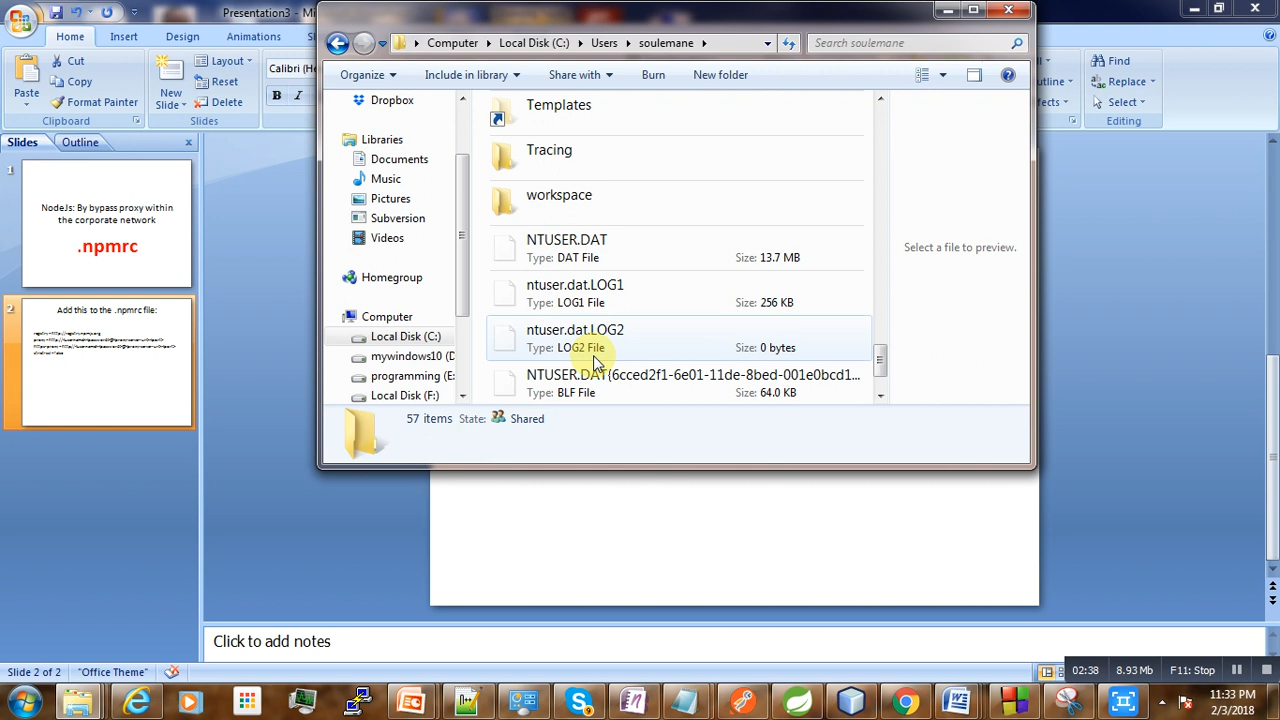 Presentation3 - Mi
Home
Insert
Design
Animations
Paste
Cut
Copy
Format Painter
Clipboard
New
Slide
Layout
Reset
Delete
Slides
Calibri (He
B
I
Find
Replace
Select
Editing
Slides
Outline
1
NodeJs: By bypass proxy within
the corporate network
.npmrc
2
Add this to the .npmrc file:
Computer
Local Disk (C:)
Users
soulemane
Search soulemane
Organize
Include in library
Share with
Burn
New folder
Dropbox
Libraries
Documents
Music
Pictures
Subversion
Videos
Homegroup
Computer
Local Disk (C:)
mywindows10 (D
programming (E:
Local Disk (F:)
Templates
Tracing
workspace
NTUSER.DAT
Type: DAT File
Size: 13.7 MB
ntuser.dat.LOG1
Type: LOG1 File
Size: 256 KB
ntuser.dat.LOG2
Type: LOG2 File
Size: 0 bytes
NTUSER.DAT{6cced2f1-6e01-11de-8bed-001e0bcd1...
Type: BLF File
Size: 64.0 KB
Select a file to preview.
57 items
State:
Shared
Click to add notes
Slide 2 of 2
"Office Theme"
02:38
8.93 Mb
F11: Stop
11:33 PM
2/3/2018